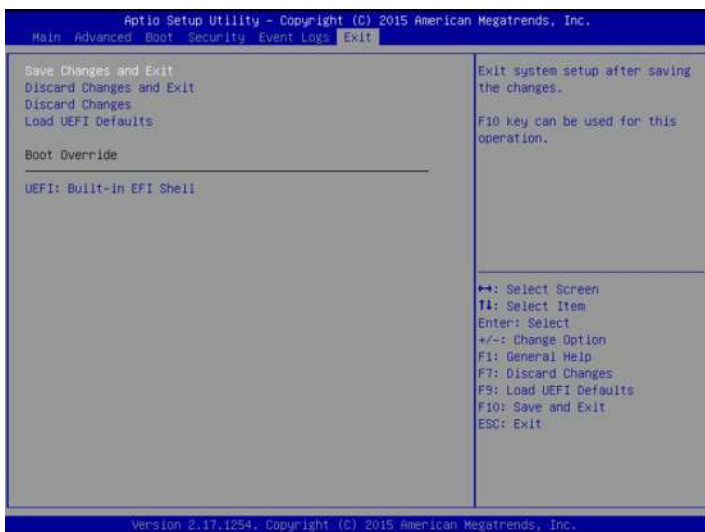 Aptio Setup Utility – Copyright (C) 2015 American Megatrends, Inc.
Main Advanced Boot Security Event Logs Exit
Save Changes and Exit
Discard Changes and Exit
Discard Changes
Load UEFI Defaults
Boot Override
UEFI: Built-in EFI Shell
Exit system setup after saving
the changes.
F10 key can be used for this
operation.
↔: Select Screen
↑↓: Select Item
Enter: Select
+/-: Change Option
F1: General Help
F7: Discard Changes
F9: Load UEFI Defaults
F10: Save and Exit
ESC: Exit
Version 2.17.1254. Copyright (C) 2015 American Megatrends, Inc.